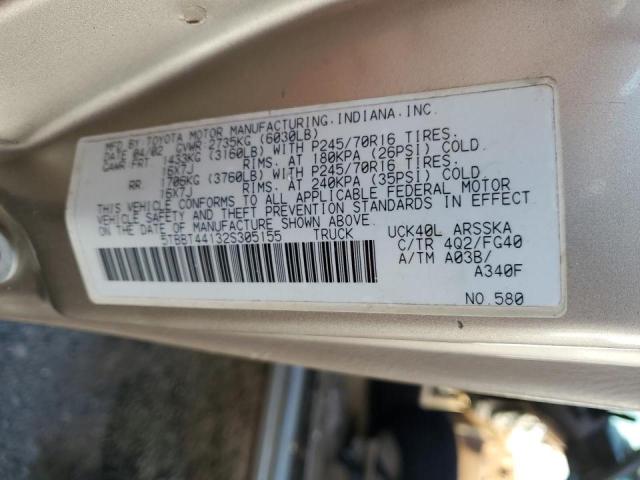 MFD BY TOYOTA MOTOR MANUFACTURING, INDIANA, INC.
DATE 04/02 GVWR 2735KG (6030LB)
GAWR FRT 1433KG (3160LB) WITH P245/70R16 TIRES.
16X7J RIMS. AT 180KPA (26PSI) COLD.
RR. 1705KG (3760LB) WITH P245/70R16 TIRES.
16X7J RIMS. AT 240KPA (35PSI) COLD.
THIS VEHICLE CONFORMS TO ALL APPLICABLE FEDERAL MOTOR
VEHICLE SAFETY AND THEFT PREVENTION STANDARDS IN EFFECT
ON THE DATE OF MANUFACTURE SHOWN ABOVE.
5TBBT44132S305155 TRUCK
UCK40L ARSSKA
C/TR 4Q2/FG40
A/TM A03B/
A340F
NO.580